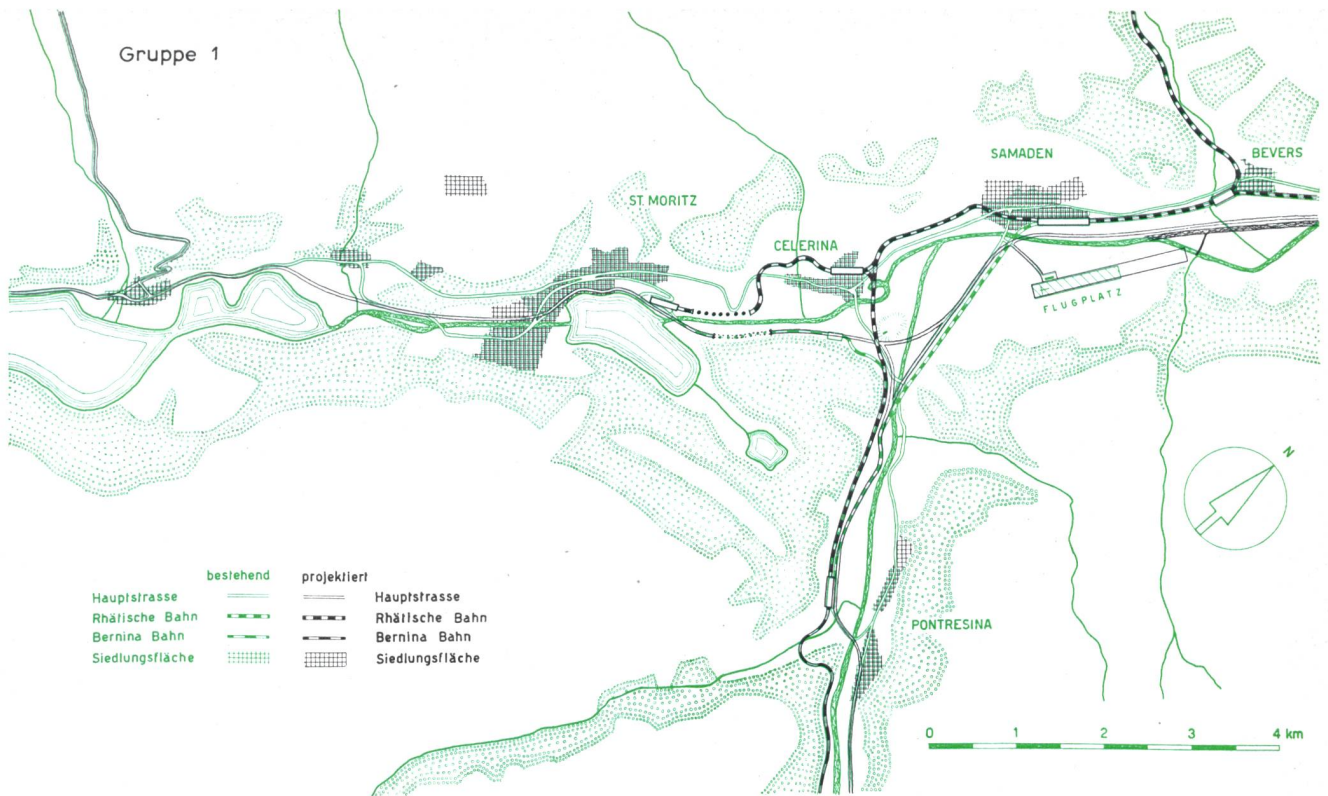 Gruppe 1
SAMADEN
BEVERS
ST. MORITZ
CELERINA
FLUGPLATZ
N
bestehend projektiert
Hauptstrasse Hauptstrasse
Rhätische Bahn Rhätische Bahn
Bernina Bahn Bernina Bahn
Siedlungsfläche Siedlungsfläche
PONTRESINA
0 1 2 3 4 km